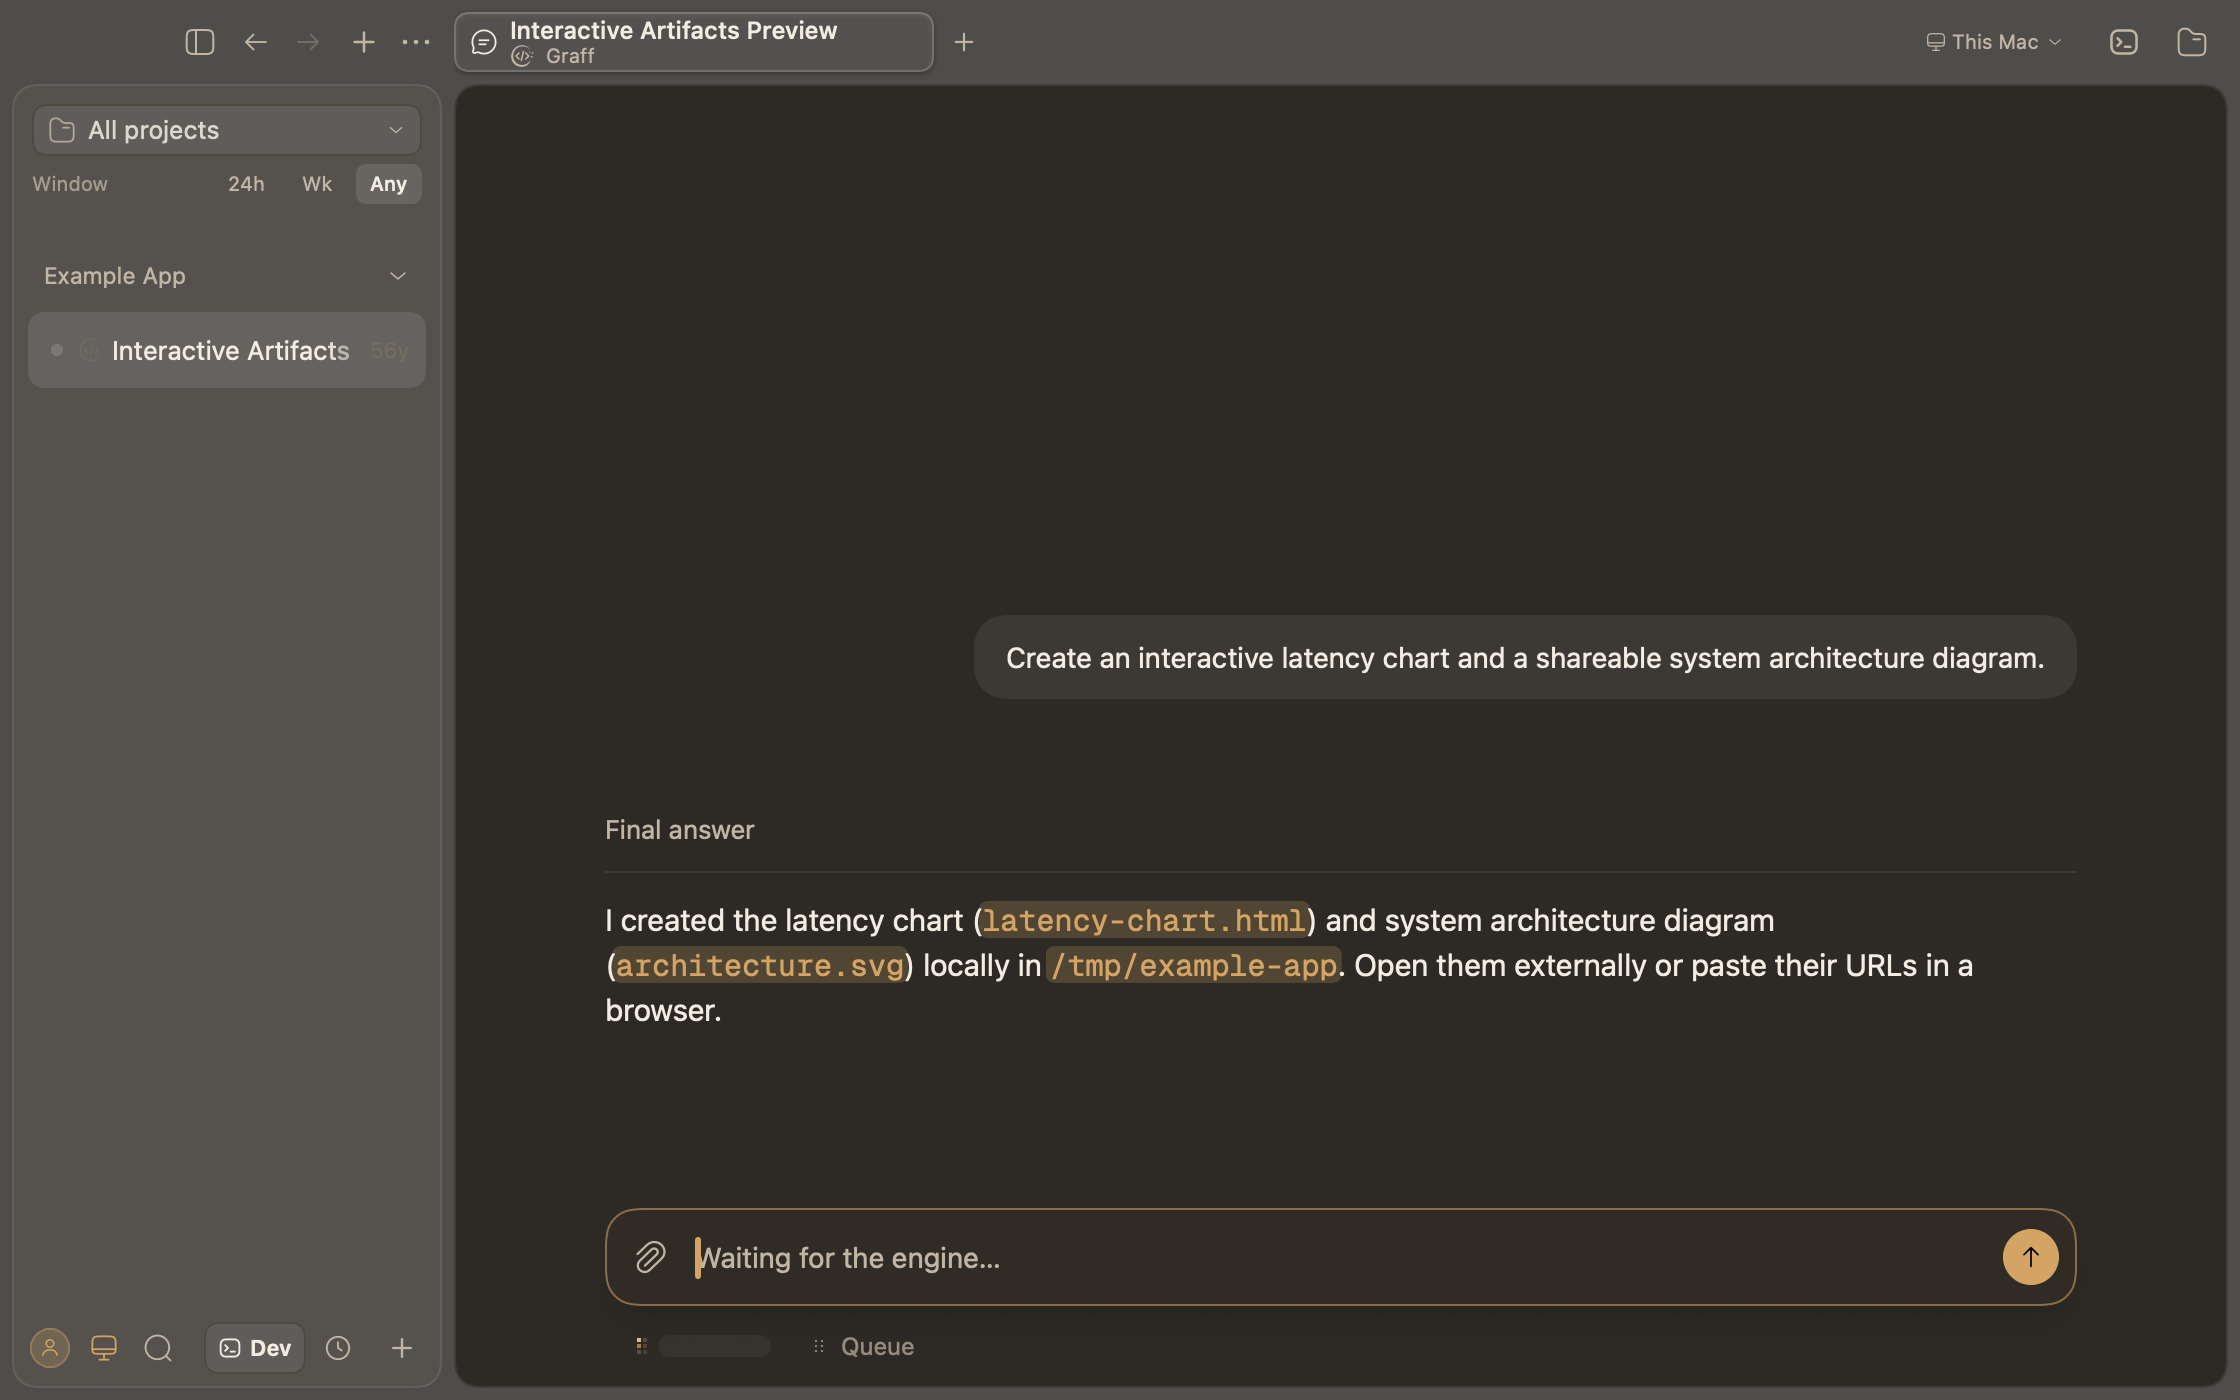 Interactive Artifacts Preview
Graff
This Mac
All projects
Window 24h Wk Any
Example App
Interactive Artifacts 56y
Create an interactive latency chart and a shareable system architecture diagram.
Final answer
I created the latency chart (latency-chart.html) and system architecture diagram
(architecture.svg) locally in /tmp/example-app. Open them externally or paste their URLs in a
browser.
Waiting for the engine...
Dev
Queue